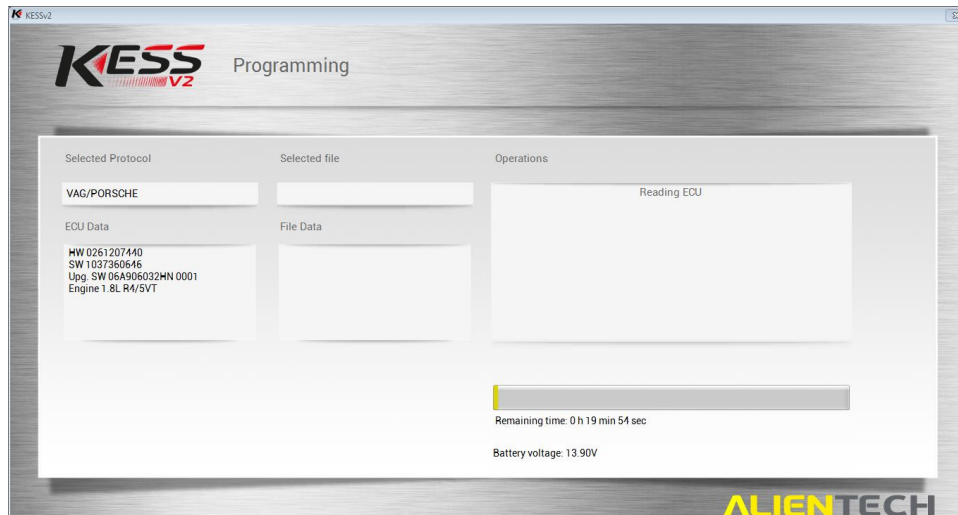 KESSv2
KESS
V2
Programming
Selected Protocol
VAG/PORSCHE
ECU Data
HW 0261207440
SW 1037360646
Upg. SW 06A906032HN 0001
Engine 1.8L R4/5VT
Selected file
File Data
Operations
Reading ECU
Remaining time: 0 h 19 min 54 sec
Battery voltage: 13.90V
ALIENTECH